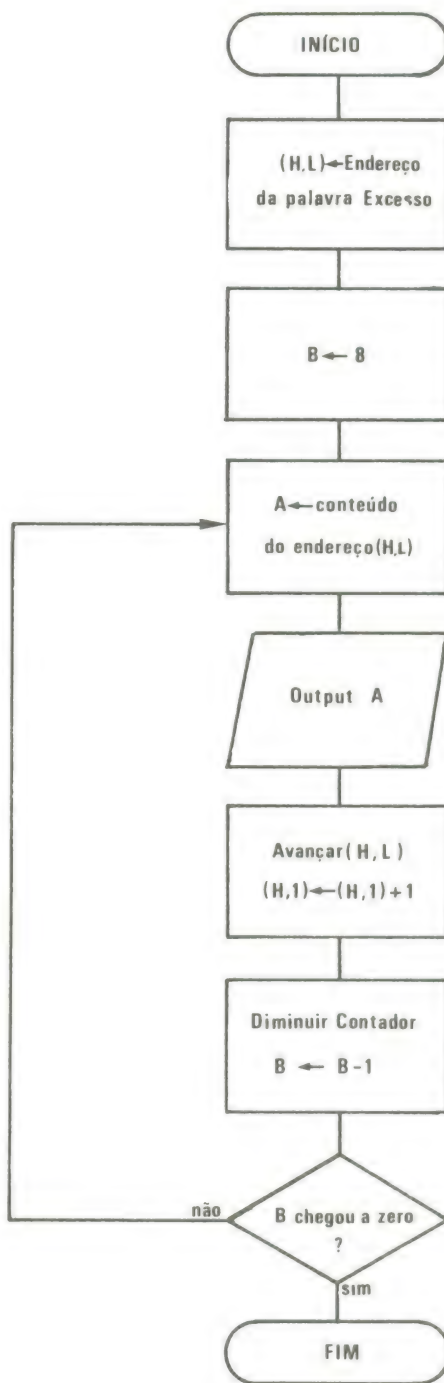 INÍCIO
(H,L)←Endereço
da palavra Excesso
B ← 8
A←conteúdo
do endereço(H,L)
Output A
Avançar(H, L)
(H,1)←(H,1)+1
Diminuir Contador
B ← B-1
não
B chegou a zero
?
sim
FIM